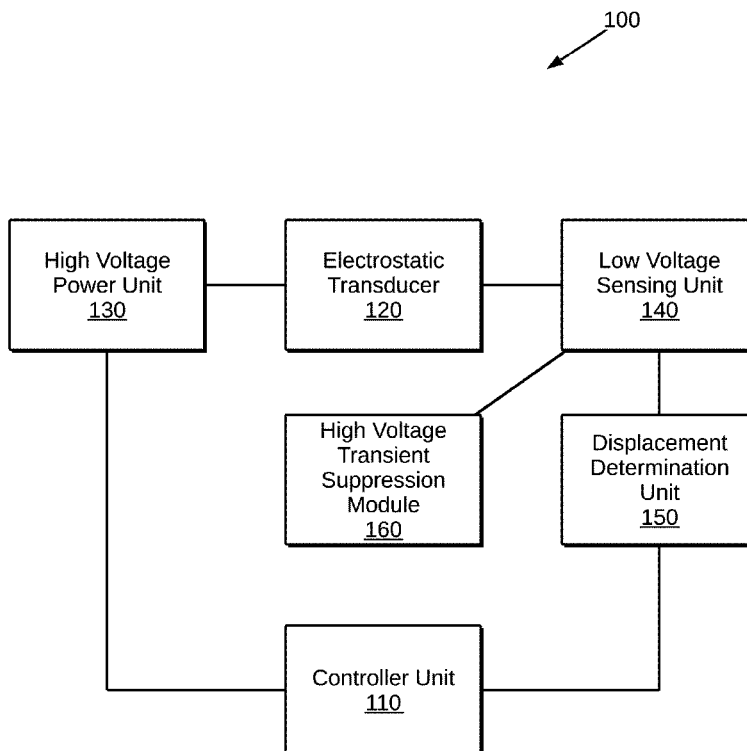 100
High Voltage
Power Unit
130
Electrostatic
Transducer
120
Low Voltage
Sensing Unit
140
High Voltage
Transient
Suppression
Module
160
Displacement
Determination
Unit
150
Controller Unit
110